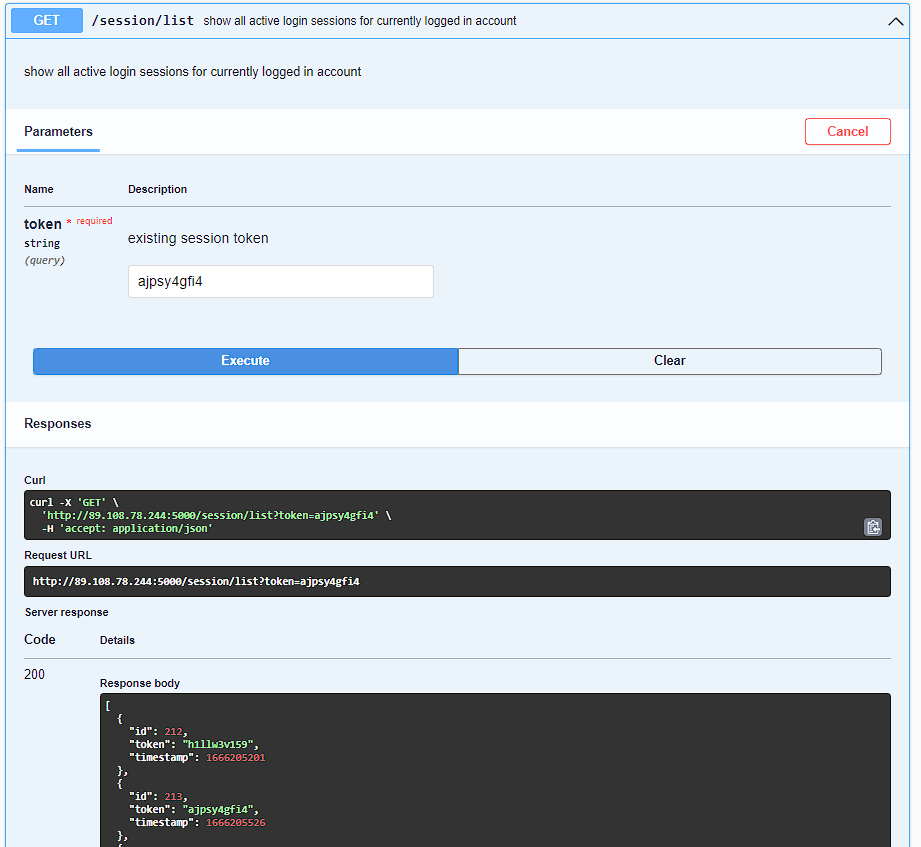 GET /session/list show all active login sessions for currently logged in account
show all active login sessions for currently logged in account
Parameters Cancel
Name Description
token * required
string
(query)
existing session token
ajpsy4gfi4
Execute Clear
Responses
Curl
curl -X 'GET' \
'http://89.108.78.244:5000/session/list?token=ajpsy4gfi4' \
-H 'accept: application/json'
Request URL
http://89.108.78.244:5000/session/list?token=ajpsy4gfi4
Server response
Code Details
200
Response body
[
{
"id": 212,
"token": "h1llw3v159",
"timestamp": 1666205201
},
{
"id": 213,
"token": "ajpsy4gfi4",
"timestamp": 1666205526
},